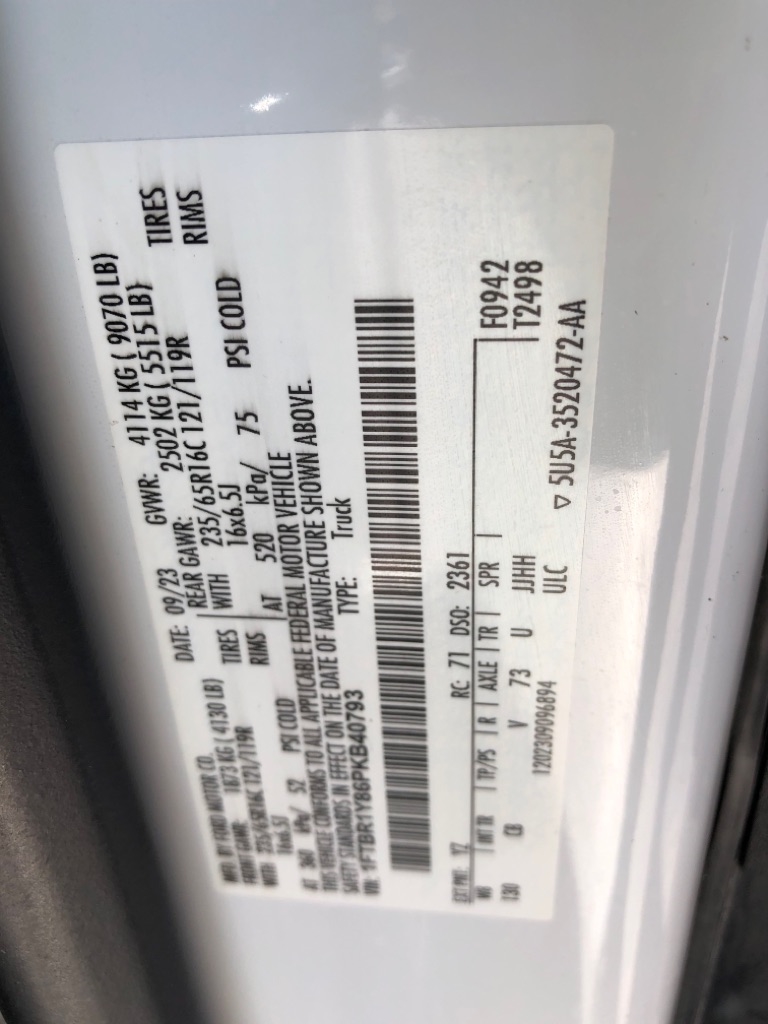 MFD. BY FORD MOTOR CO. DATE: 09/23 GVWR: 4114 KG ( 9070 LB)
FRONT GAWR: 1873 KG ( 4130 LB) REAR GAWR: 2502 KG ( 5515 LB)
WITH 235/65R16C 121/119R TIRES WITH 235/65R16C 121/119R TIRES
16x6.5J RIMS 16x6.5J RIMS
AT 360 kPa/ 52 PSI COLD AT 520 kPa/ 75 PSI COLD
THIS VEHICLE CONFORMS TO ALL APPLICABLE FEDERAL MOTOR VEHICLE
SAFETY STANDARDS IN EFFECT ON THE DATE OF MANUFACTURE SHOWN ABOVE.
VIN: 1FTBR1Y86PKB40793 TYPE: Truck
EXT PNT: YZ RC: 71 DSO: 2361
WB INT TR TP/PS R AXLE TR SPR F0942
130 CB V 73 U JJHH T2498
1202309096894 ULC
▽ 5U5A-3520472-AA